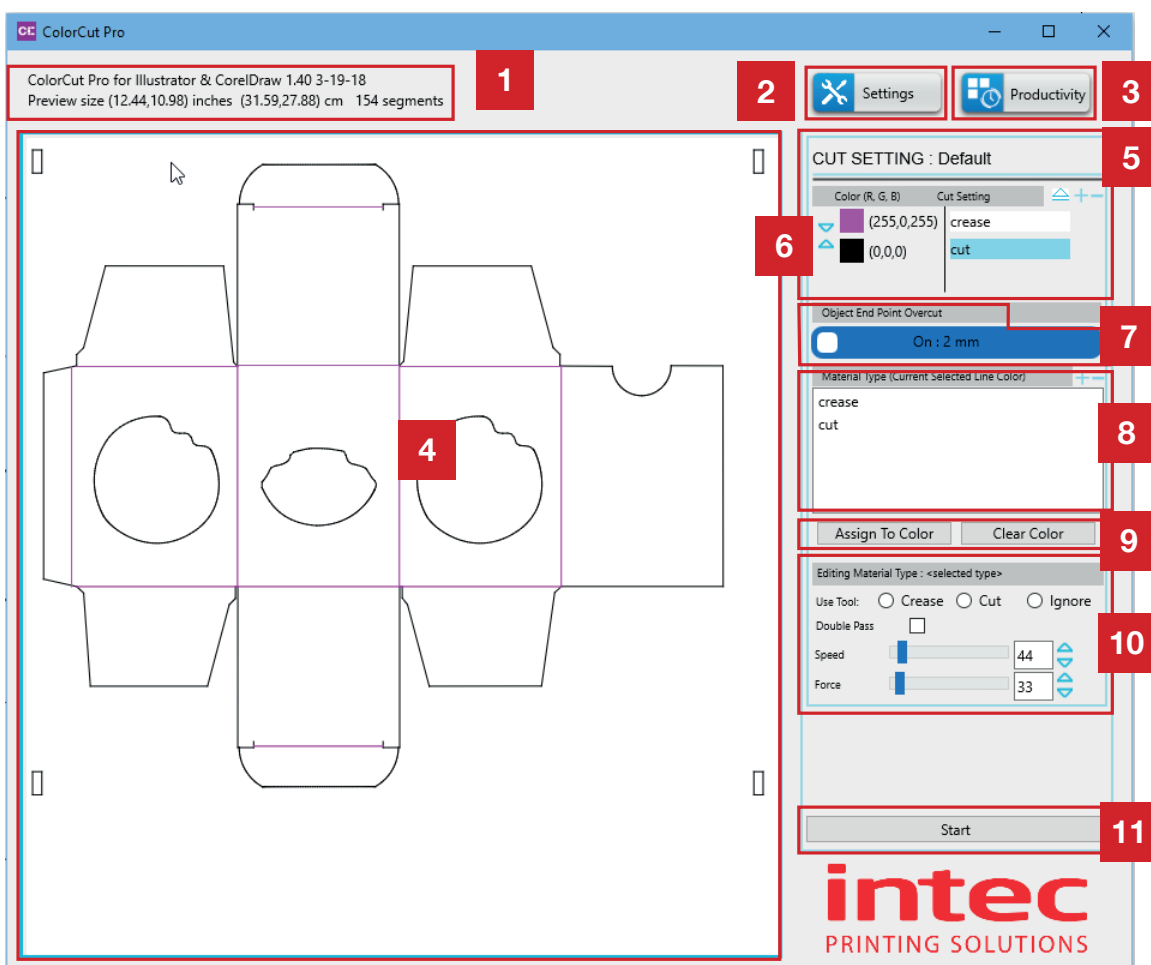 CE ColorCut Pro
ColorCut Pro for Illustrator & CorelDraw 1.40 3-19-18
Preview size (12.44,10.98) inches (31.59,27.88) cm 154 segments
1
2
Settings
Productivity
3
CUT SETTING : Default
5
Color (R, G, B) Cut Setting
6
(255,0,255) crease
(0,0,0) cut
Object End Point Overcut
On : 2 mm
7
Material Type (Current Selected Line Color)
crease
cut
8
4
Assign To Color Clear Color
9
Editing Material Type : <selected type>
Use Tool: Crease Cut Ignore
Double Pass
Speed 44
Force 33
10
Start
11
intec
PRINTING SOLUTIONS